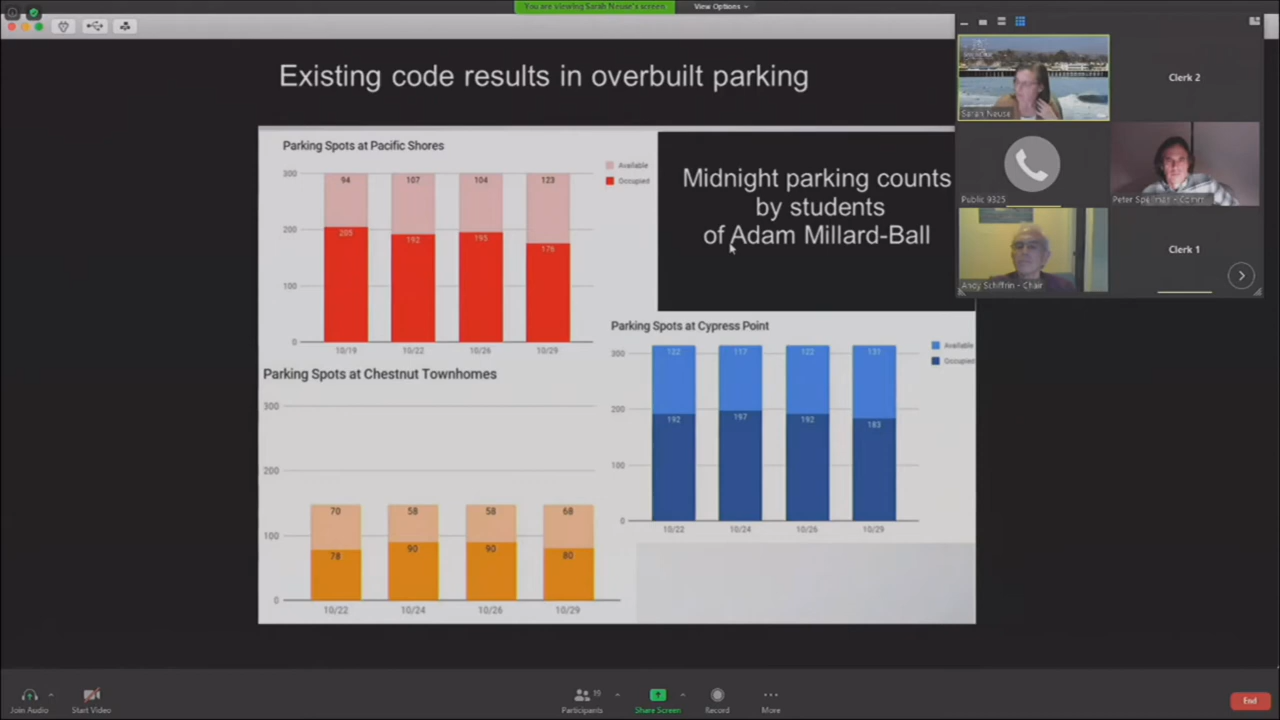 You are viewing Sarah Neuse's screen
View Options
Existing code results in overbuilt parking
Parking Spots at Pacific Shores
Available
Occupied
300
200
100
0
94
107
104
123
205
192
195
176
10/19
10/22
10/26
10/29
Midnight parking counts
by students
of Adam Millard-Ball
Parking Spots at Cypress Point
Available
Occupied
300
200
100
0
122
117
122
131
192
197
192
183
10/22
10/24
10/26
10/29
Parking Spots at Chestnut Townhomes
300
200
100
0
70
58
58
68
78
90
90
80
10/22
10/24
10/26
10/29
Sarah Neuse
Clerk 2
Public 9325
Peter Spellman - Comm
Andy Schiffrin - Chair
Clerk 1
Join Audio
Start Video
Participants
19
Share Screen
Record
More
End